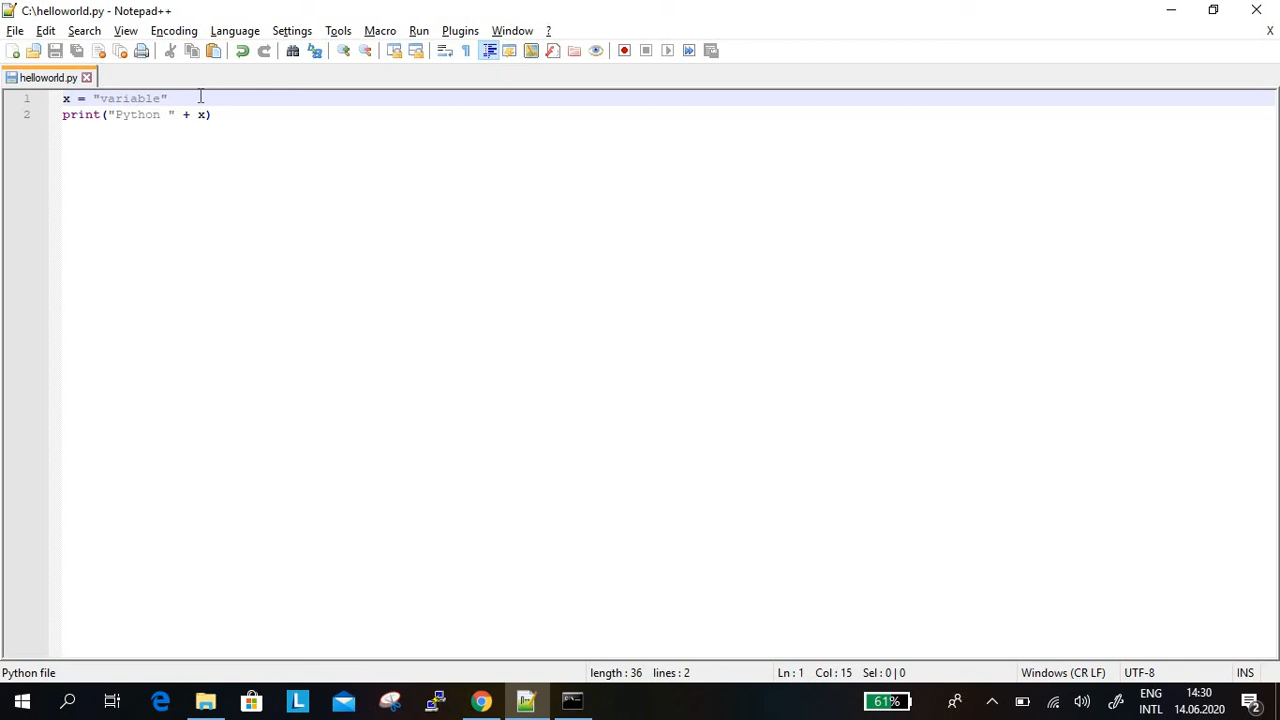 C:\helloworld.py - Notepad++
File Edit Search View Encoding Language Settings Tools Macro Run Plugins Window ? X
helloworld.py
1 x = "variable"
2 print("Python " + x)
Python file length : 36 lines : 2 Ln : 1 Col : 15 Sel : 0 | 0 Windows (CR LF) UTF-8 INS
61% ENG 14:30
INTL 14.06.2020 2